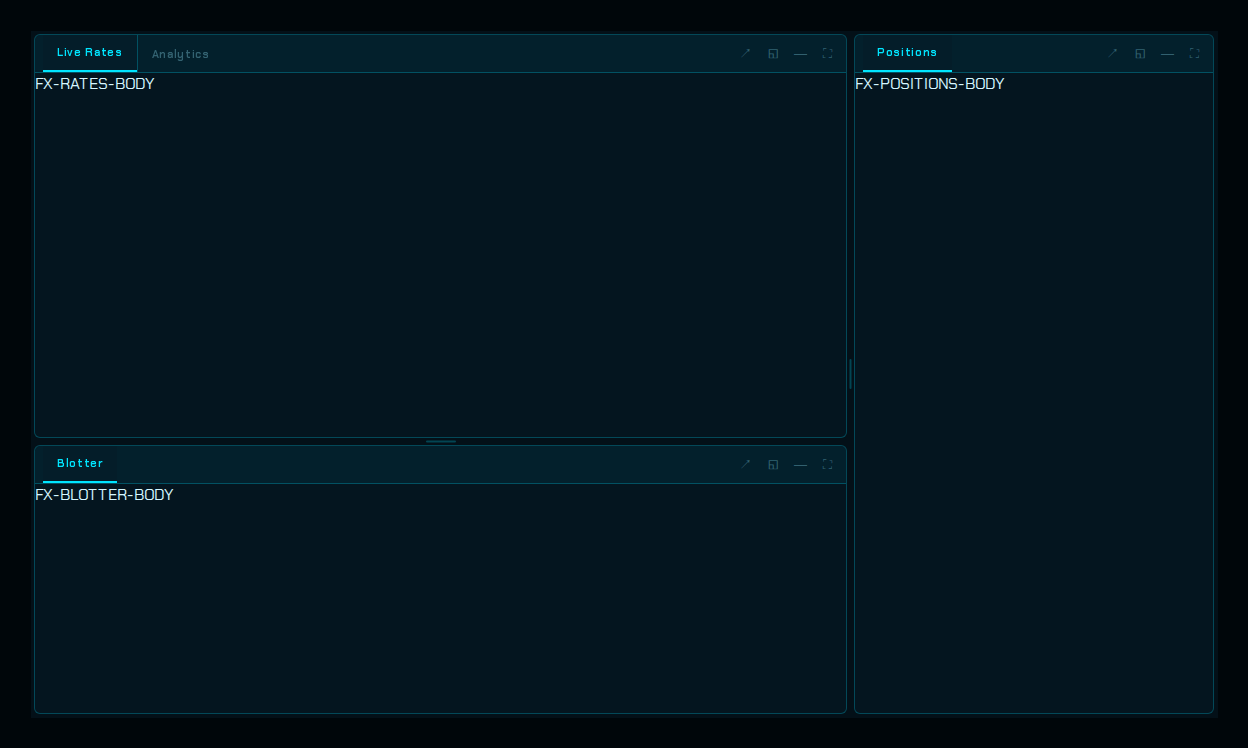 Live Rates Analytics
FX-RATES-BODY
Blotter
FX-BLOTTER-BODY
Positions
FX-POSITIONS-BODY